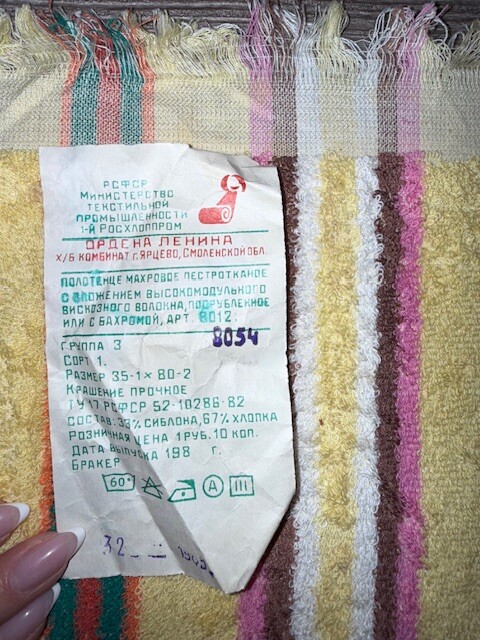 РСФСР
Министерство
текстильной
промышленности
1-й Росхлопром
ОРДЕНА ЛЕНИНА
Х/Б КОМБИНАТ г. ЯРЦЕВО, СМОЛЕНСКОЙ ОБЛ.
ПОЛОТЕНЦЕ МАХРОВОЕ ПЕСТРОТКАНОЕ
С ВЛОЖЕНИЕМ ВЫСОКОМОДУЛЬНОГО
ВИСКОЗНОГО ВОЛОКНА, ПОДРУБЛЕННОЕ
ИЛИ С БАХРОМОЙ, АРТ. 8012.
8054
ГРУППА 3
СОРТ 1.
РАЗМЕР 35-1× 80-2
КРАШЕНИЕ ПРОЧНОЕ
ТУ 17 РСФСР 52-10286-82
СОСТАВ: 33% СИБЛОНА, 67% ХЛОПКА
РОЗНИЧНАЯ ЦЕНА 1 РУБ. 10 КОП.
ДАТА ВЫПУСКА 198 г.
БРАКЕР
60° А
32